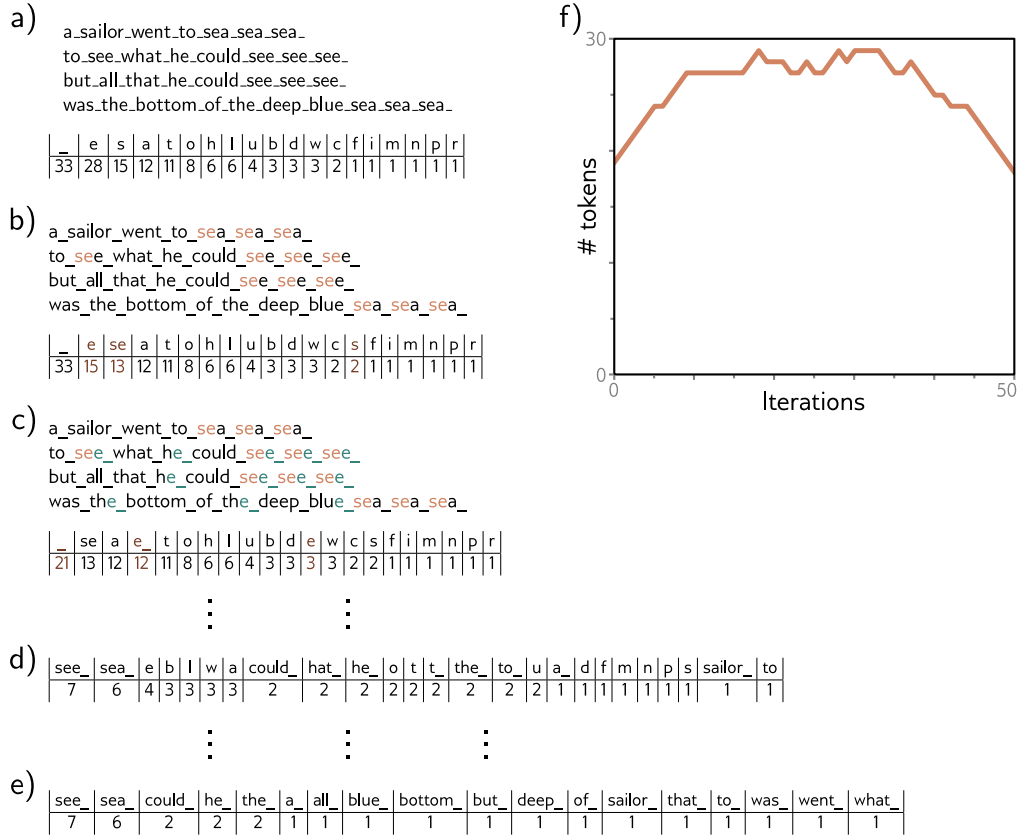 a)
a_sailor_went_to_sea_sea_sea_
to_see_what_he_could_see_see_see_
but_all_that_he_could_see_see_see_
was_the_bottom_of_the_deep_blue_sea_sea_sea_
_ e s a t o h l u b d w c f i m n p r
33 28 15 12 11 8 6 6 4 3 3 3 2 1 1 1 1 1 1
b)
a_sailor_went_to_sea_sea_sea_
to_see_what_he_could_see_see_see_
but_all_that_he_could_see_see_see_
was_the_bottom_of_the_deep_blue_sea_sea_sea_
_ e se a t o h l u b d w c s f i m n p r
33 15 13 12 11 8 6 6 4 3 3 3 2 2 1 1 1 1 1 1
c)
a_sailor_went_to_sea_sea_sea_
to_see_what_he_could_see_see_see_
but_all_that_he_could_see_see_see_
was_the_bottom_of_the_deep_blue_sea_sea_sea_
_ se a e_ t o h l u b d e w c s f i m n p r
21 13 12 12 11 8 6 6 4 3 3 3 3 2 2 1 1 1 1 1 1
d)
see_ sea_ e b l w a could_ hat_ he_ o t t_ the_ to_ u a_ d f m n p s sailor_ to
7 6 4 3 3 3 3 2 2 2 2 2 2 2 2 2 1 1 1 1 1 1 1 1 1
e)
see_ sea_ could_ he_ the_ a_ all_ blue_ bottom_ but_ deep_ of_ sailor_ that_ to_ was_ went_ what_
7 6 2 2 2 1 1 1 1 1 1 1 1 1 1 1 1 1
f)
30
# tokens
0
0
50
Iterations